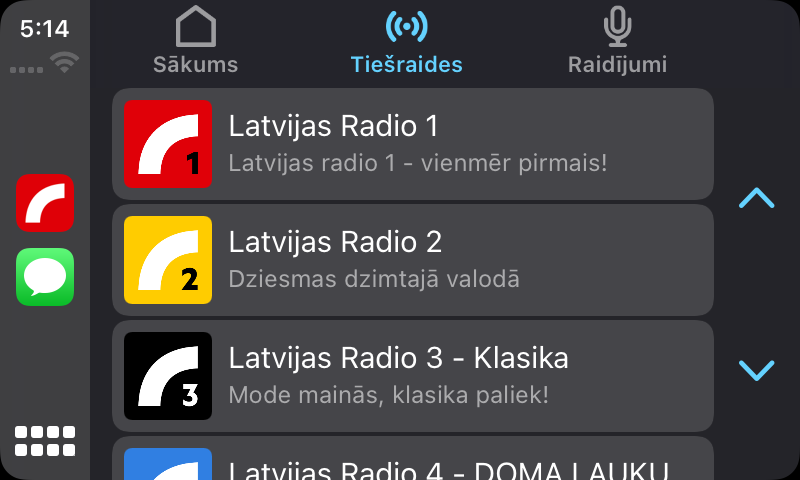 5:14
Sākums
Tiešraides
Raidījumi
1
Latvijas Radio 1
Latvijas radio 1 - vienmēr pirmais!
2
Latvijas Radio 2
Dziesmas dzimtajā valodā
3
Latvijas Radio 3 - Klasika
Mode mainās, klasika paliek!
Latvijas Radio 4 - DOMA LAUKU